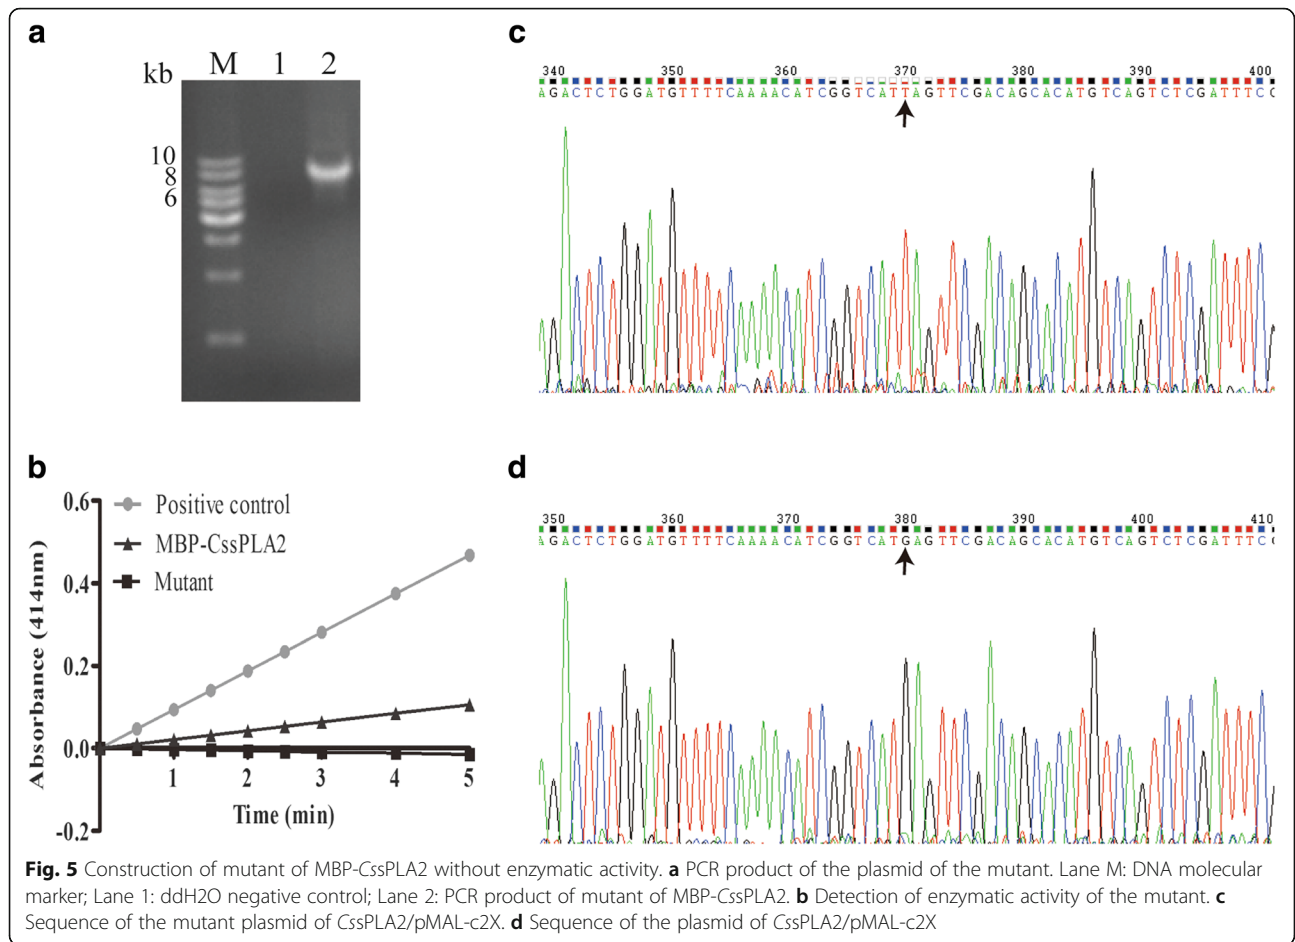 a
M 1 2
kb
10
8
6
b
0.6
0.4
0.2
0.0
-0.2
Absorbance (414nm)
Positive control
MBP-CssPLA2
Mutant
1 2 3 4 5
Time (min)
c
340 350 360 370 380 390 400
AGACTCTGGATGTTTTCAAAACATCGGTCATTAGTTCGACAGCACATGTCAGTCTCGATTTCC
d
350 360 370 380 390 400 410
AGACTCTGGATGTTTTCAAAACATCGGTCATGAGTTCGACAGCACATGTCAGTCTCGATTTC
Fig. 5 Construction of mutant of MBP-CssPLA2 without enzymatic activity. a PCR product of the plasmid of the mutant. Lane M: DNA molecular
marker; Lane 1: ddH2O negative control; Lane 2: PCR product of mutant of MBP-CssPLA2. b Detection of enzymatic activity of the mutant. c
Sequence of the mutant plasmid of CssPLA2/pMAL-c2X. d Sequence of the plasmid of CssPLA2/pMAL-c2X